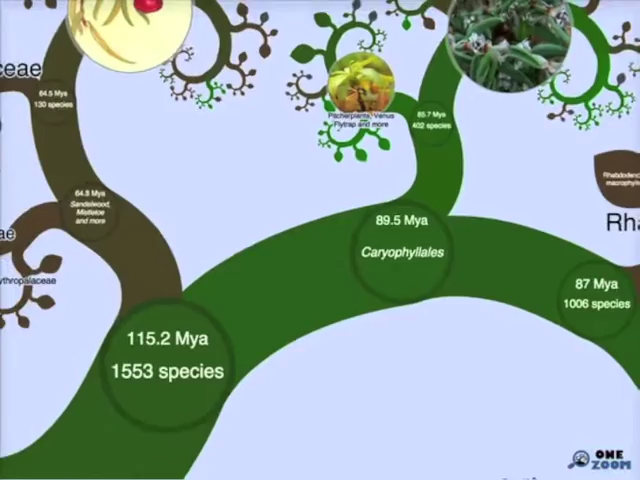 ceae
64.5 Mya
130 species
85.7 Mya
402 species
Pitcherplants, Venus
Flytrap and more
64.8 Mya
Sandalwood,
Mistletoe
and more
ae
ythropalaceae
89.5 Mya
Caryophyllales
Rha
87 Mya
1006 species
115.2 Mya
1553 species
ONE
ZOOM